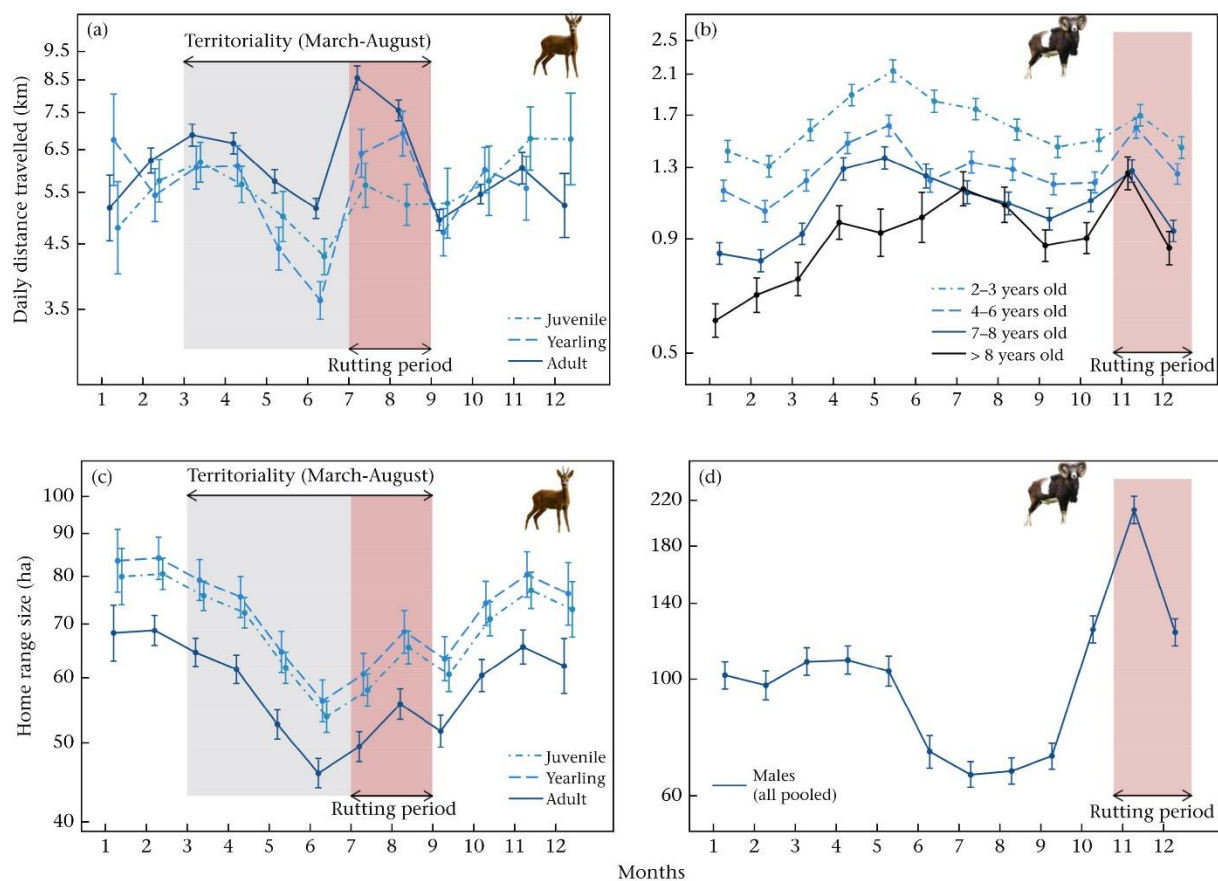 (a)
Territoriality (March-August)
9.5
8.5
7.5
6.5
5.5
4.5
3.5
Daily distance travelled (km)
Juvenile
Yearling
Adult
Rutting period
1 2 3 4 5 6 7 8 9 10 11 12
(b)
2.5
2.1
1.7
1.3
0.9
0.5
2–3 years old
4–6 years old
7–8 years old
> 8 years old
Rutting period
1 2 3 4 5 6 7 8 9 10 11 12
(c)
Territoriality (March-August)
100
90
80
70
60
50
40
Home range size (ha)
Juvenile
Yearling
Adult
Rutting period
1 2 3 4 5 6 7 8 9 10 11 12
(d)
220
180
140
100
60
Males
(all pooled)
Rutting period
1 2 3 4 5 6 7 8 9 10 11 12
Months